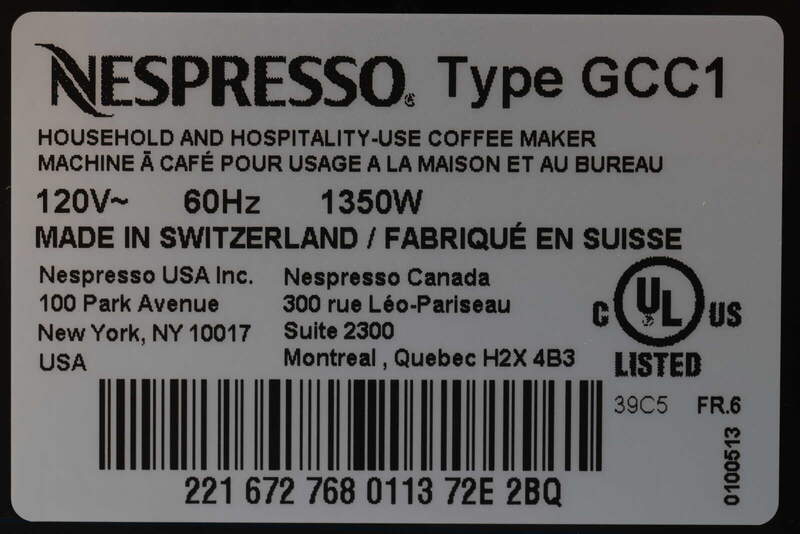 NESPRESSO. Type GCC1
HOUSEHOLD AND HOSPITALITY-USE COFFEE MAKER
MACHINE À CAFÉ POUR USAGE A LA MAISON ET AU BUREAU
120V~ 60Hz 1350W
MADE IN SWITZERLAND / FABRIQUÉ EN SUISSE
Nespresso USA Inc.
100 Park Avenue
New York, NY 10017
USA
Nespresso Canada
300 rue Léo-Pariseau
Suite 2300
Montreal , Quebec H2X 4B3
C UL US
LISTED
39C5 FR.6
0100513
221 672 768 0113 72E 2BQ